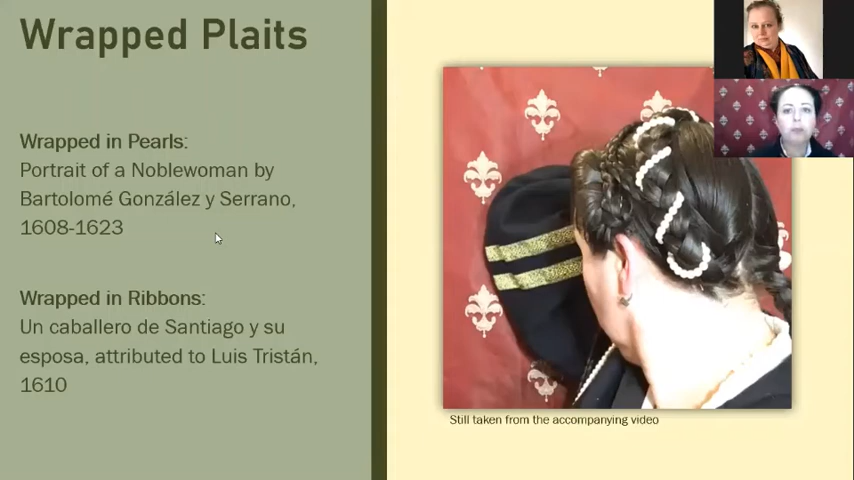 Wrapped Plaits
Wrapped in Pearls:
Portrait of a Noblewoman by
Bartolomé González y Serrano,
1608-1623
Wrapped in Ribbons:
Un caballero de Santiago y su
esposa, attributed to Luis Tristán,
1610
Still taken from the accompanying video